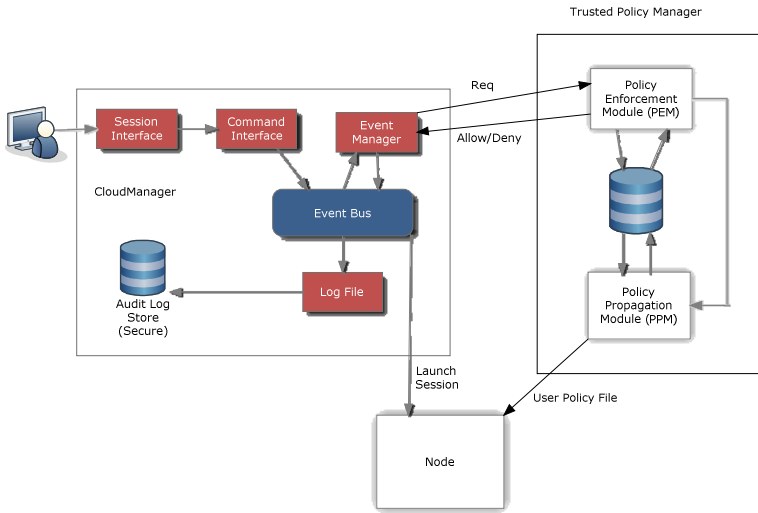 Trusted Policy Manager
Session
Interface
Command
Interface
Event
Manager
Req
Allow/Deny
Policy
Enforcement
Module (PEM)
CloudManager
Event Bus
Audit Log
Store
(Secure)
Log File
Policy
Propagation
Module (PPM)
Launch
Session
User Policy File
Node